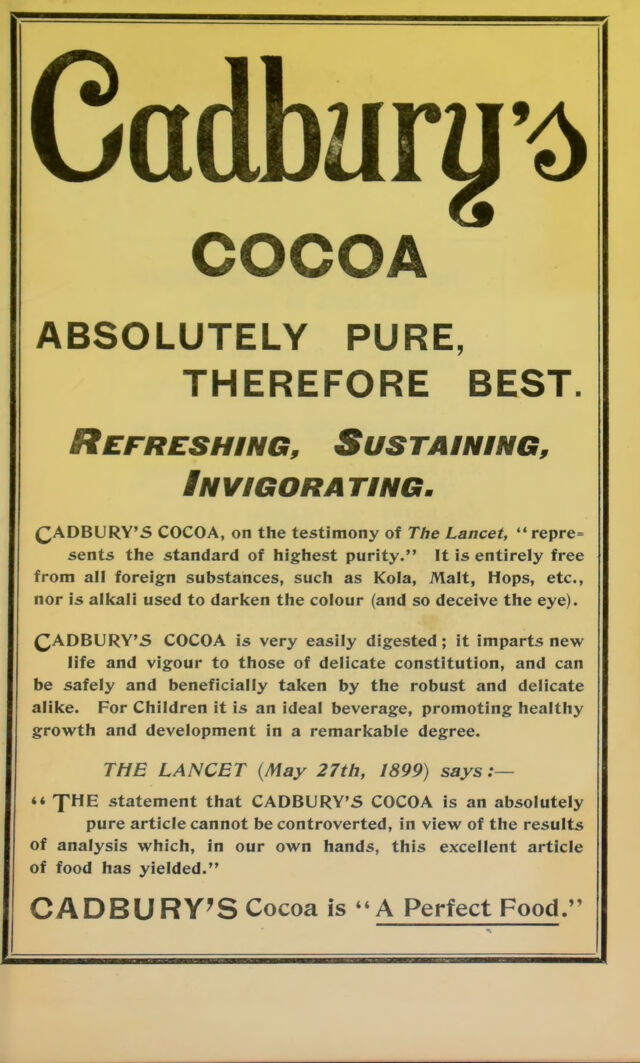 Cadbury's
COCOA
ABSOLUTELY PURE,
THEREFORE BEST.
REFRESHING, SUSTAINING,
INVIGORATING.
CADBURY'S COCOA, on the testimony of The Lancet, “repre=
sents the standard of highest purity.” It is entirely free
from all foreign substances, such as Kola, Malt, Hops, etc.,
nor is alkali used to darken the colour (and so deceive the eye).
CADBURY'S COCOA is very easily digested; it imparts new
life and vigour to those of delicate constitution, and can
be safely and beneficially taken by the robust and delicate
alike. For Children it is an ideal beverage, promoting healthy
growth and development in a remarkable degree.
THE LANCET (May 27th, 1899) says:—
“THE statement that CADBURY'S COCOA is an absolutely
pure article cannot be controverted, in view of the results
of analysis which, in our own hands, this excellent article
of food has yielded.”
CADBURY'S Cocoa is “A Perfect Food.”